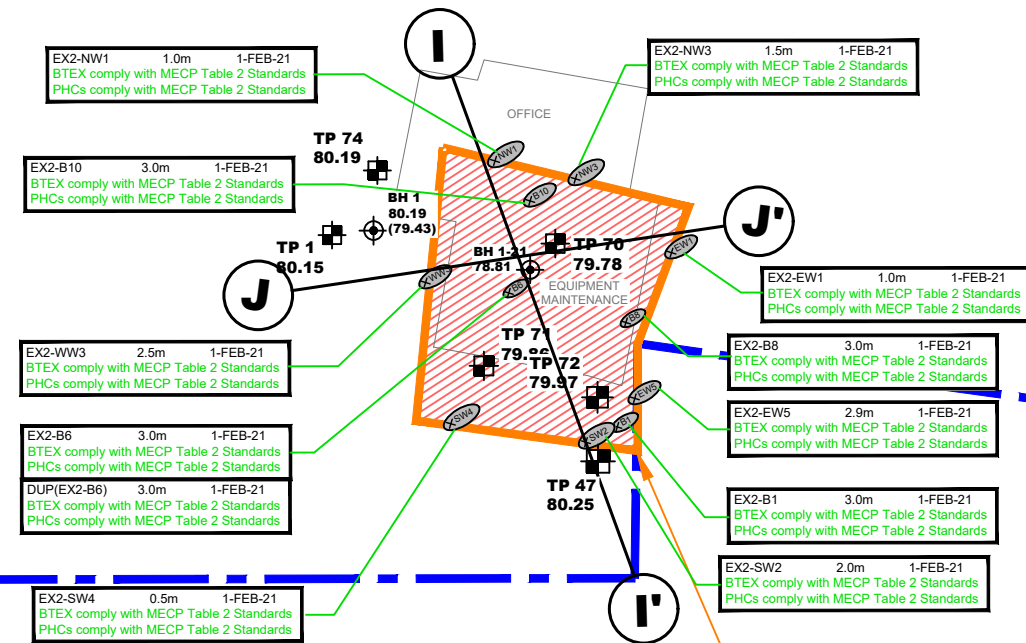 I
EX2-NW1 1.0m 1-FEB-21
BTEX comply with MECP Table 2 Standards
PHCs comply with MECP Table 2 Standards
EX2-NW3 1.5m 1-FEB-21
BTEX comply with MECP Table 2 Standards
PHCs comply with MECP Table 2 Standards
OFFICE
TP 74
80.19
NW1
NW3
EX2-B10 3.0m 1-FEB-21
BTEX comply with MECP Table 2 Standards
PHCs comply with MECP Table 2 Standards
B10
BH 1
80.19
(79.43)
J'
TP 1
80.15
BH 1-21
78.81
TP 70
79.78
EW1
J
WW3
B6
EQUIPMENT
MAINTENANCE
EX2-EW1 1.0m 1-FEB-21
BTEX comply with MECP Table 2 Standards
PHCs comply with MECP Table 2 Standards
B8
EX2-WW3 2.5m 1-FEB-21
BTEX comply with MECP Table 2 Standards
PHCs comply with MECP Table 2 Standards
TP 71
79.86
TP 72
79.97
EX2-B8 3.0m 1-FEB-21
BTEX comply with MECP Table 2 Standards
PHCs comply with MECP Table 2 Standards
EW5
SW4
SW2
B1
EX2-EW5 2.9m 1-FEB-21
BTEX comply with MECP Table 2 Standards
PHCs comply with MECP Table 2 Standards
EX2-B6 3.0m 1-FEB-21
BTEX comply with MECP Table 2 Standards
PHCs comply with MECP Table 2 Standards
DUP(EX2-B6) 3.0m 1-FEB-21
BTEX comply with MECP Table 2 Standards
PHCs comply with MECP Table 2 Standards
TP 47
80.25
EX2-B1 3.0m 1-FEB-21
BTEX comply with MECP Table 2 Standards
PHCs comply with MECP Table 2 Standards
EX2-SW2 2.0m 1-FEB-21
BTEX comply with MECP Table 2 Standards
PHCs comply with MECP Table 2 Standards
EX2-SW4 0.5m 1-FEB-21
BTEX comply with MECP Table 2 Standards
PHCs comply with MECP Table 2 Standards
I'